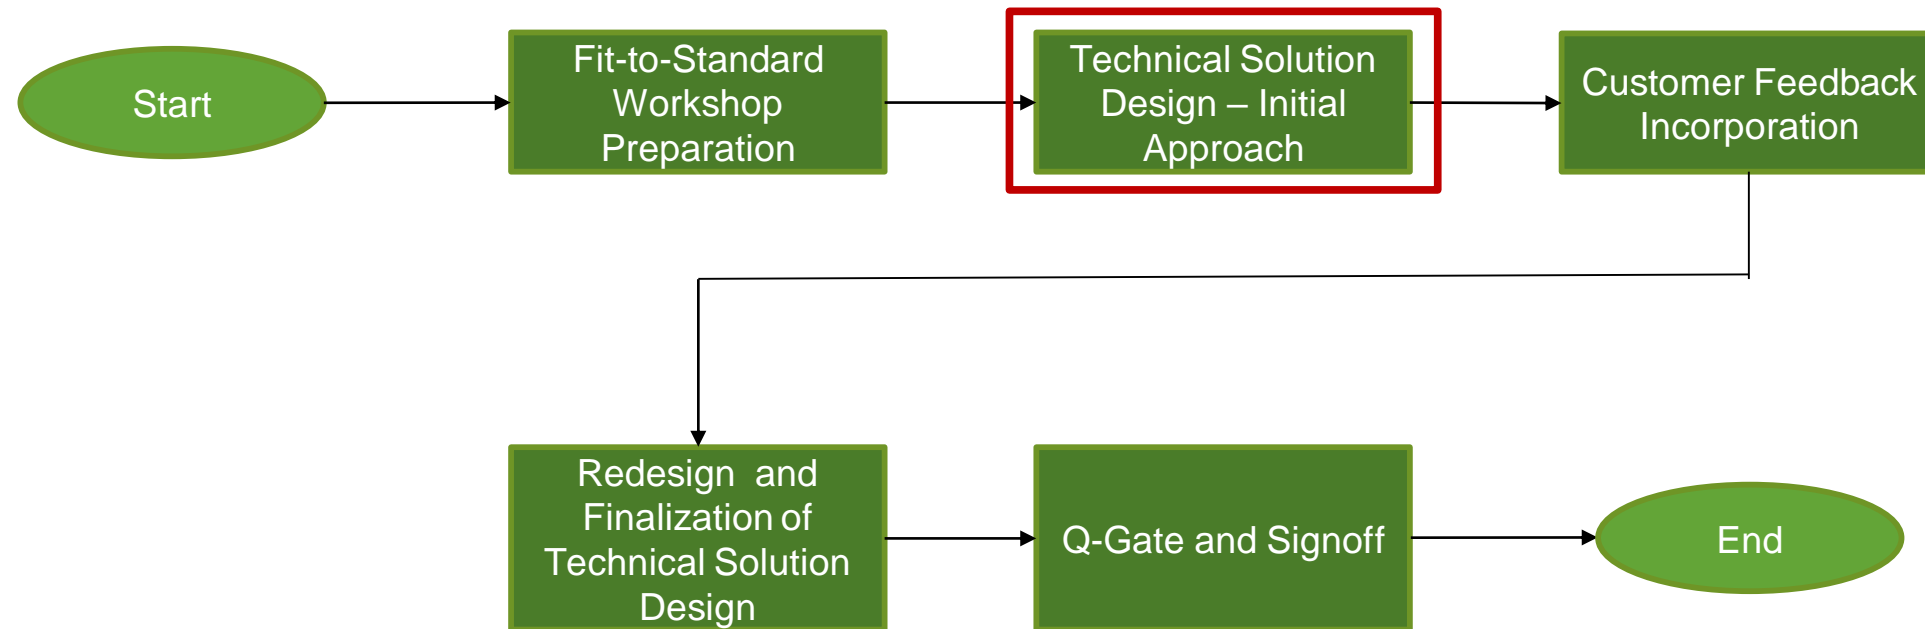 Start
Fit-to-Standard
Workshop
Preparation
Technical Solution
Design – Initial
Approach
Customer Feedback
Incorporation
Redesign  and
Finalization of
Technical Solution
Design
Q-Gate and Signoff
End